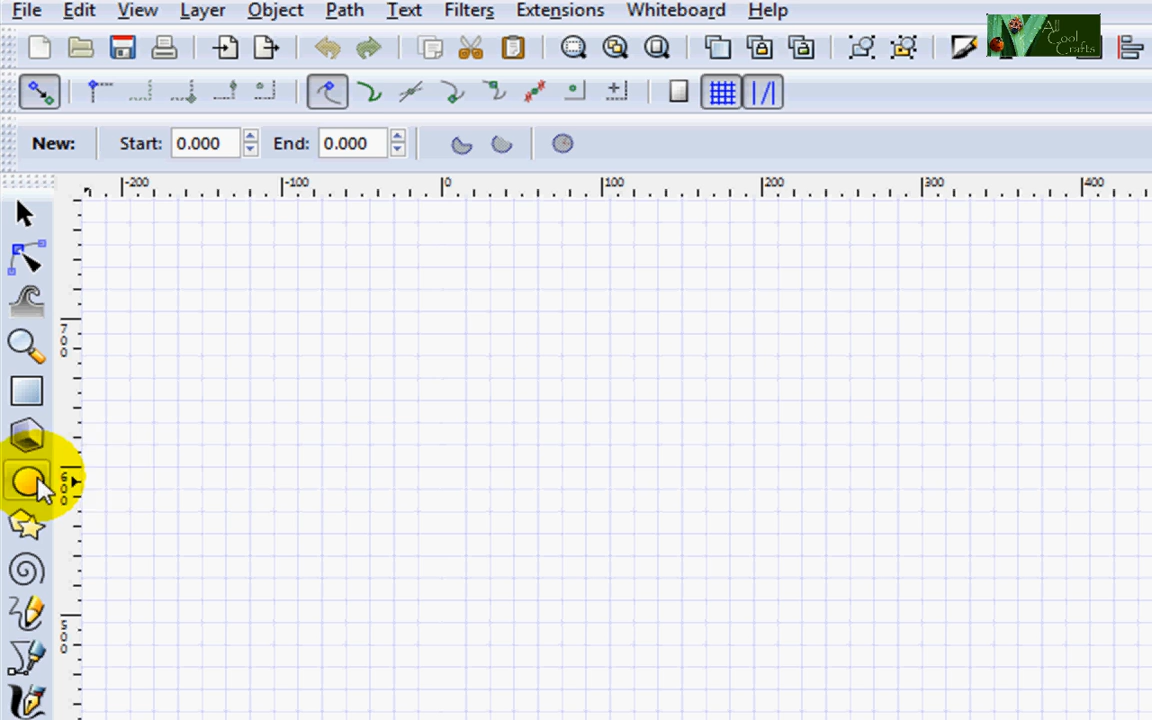 File Edit View Layer Object Path Text Filters Extensions Whiteboard Help
All Cool Crafts
New: Start: 0.000 End: 0.000
-200 -100 0 100 200 300 400
700
600
500